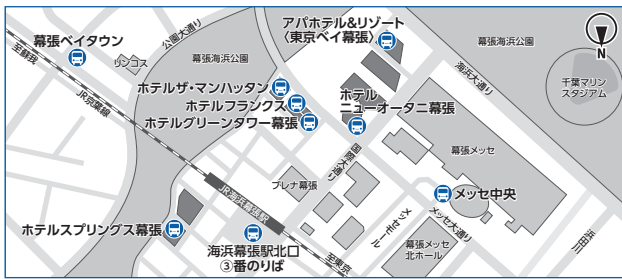 アパホテル&リゾート
〈東京ベイ幕張〉
幕張ベイタウン
公園大通り
至蘇我
リンコス
幕張海浜公園
幕張海浜公園
海浜大通り
N
千葉マリン
スタジアム
JR京葉線
ホテルザ・マンハッタン
ホテルフランクス
ホテルグリーンタワー幕張
ホテル
ニューオータニ幕張
国際大通り
幕張メッセ
プレナ幕張
メッセ中央
JR海浜幕張駅
ホテルスプリングス幕張
海浜幕張駅北口
③番のりば
至東京
メッセモール
メッセ大通り
幕張メッセ
北ホール
浜田川